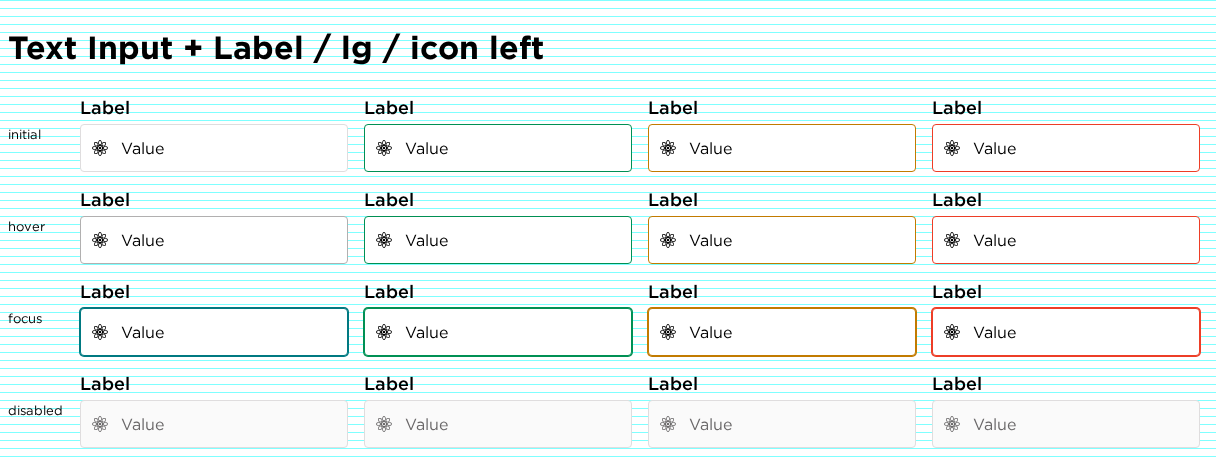 Text Input + Label / lg / icon left
Label Label Label Label
initial Value Value Value Value
Label Label Label Label
hover Value Value Value Value
Label Label Label Label
focus Value Value Value Value
Label Label Label Label
disabled Value Value Value Value